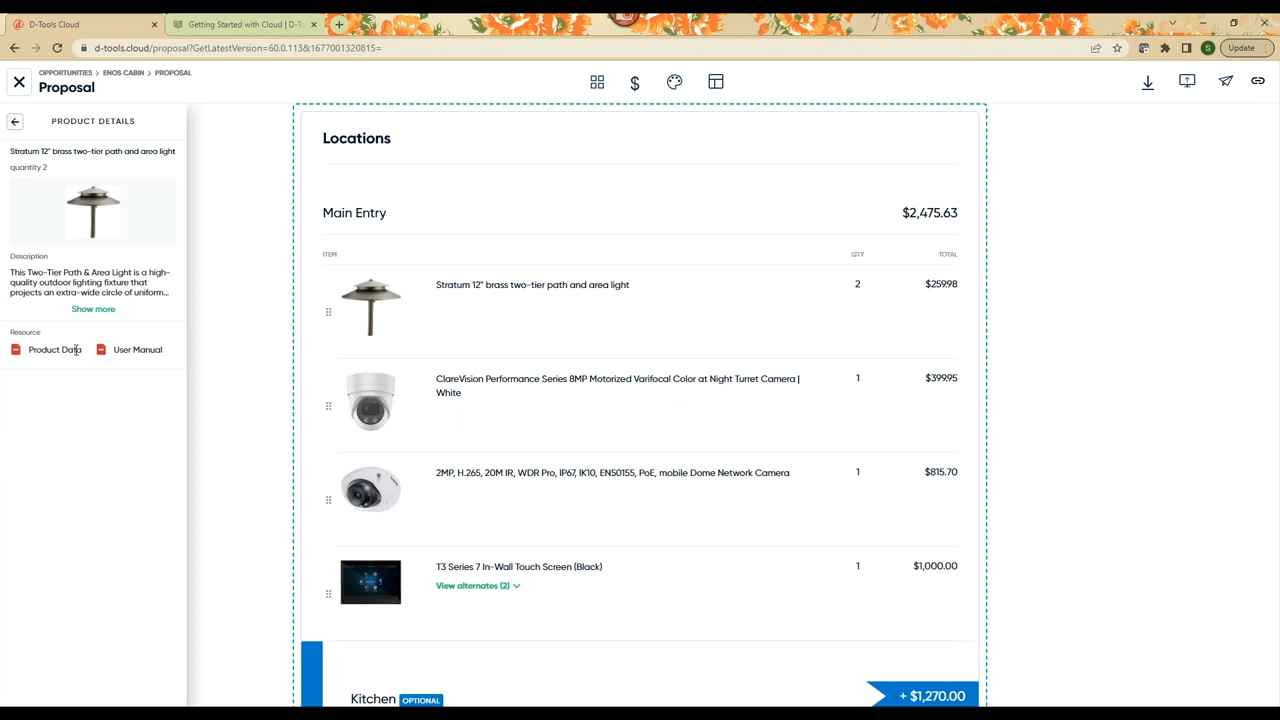 D-Tools Cloud
Getting Started with Cloud | D-T
d-tools.cloud/proposal?GetLatestVersion=60.0.113&1677001320815=
S
Update
OPPORTUNITIES > ENOS CABIN > PROPOSAL
Proposal
$
PRODUCT DETAILS
Stratum 12" brass two-tier path and area light
quantity 2
Description
This Two-Tier Path & Area Light is a high-
quality outdoor lighting fixture that
projects an extra-wide circle of uniform...
Show more
Resource
Product Data
User Manual
Locations
Main Entry
$2,475.63
ITEM
QTY
TOTAL
Stratum 12" brass two-tier path and area light
2
$259.98
ClareVision Performance Series 8MP Motorized Varifocal Color at Night Turret Camera |
White
1
$399.95
2MP, H.265, 20M IR, WDR Pro, IP67, IK10, EN50155, PoE, mobile Dome Network Camera
1
$815.70
T3 Series 7 In-Wall Touch Screen (Black)
1
$1,000.00
View alternates (2)
Kitchen OPTIONAL
+ $1,270.00